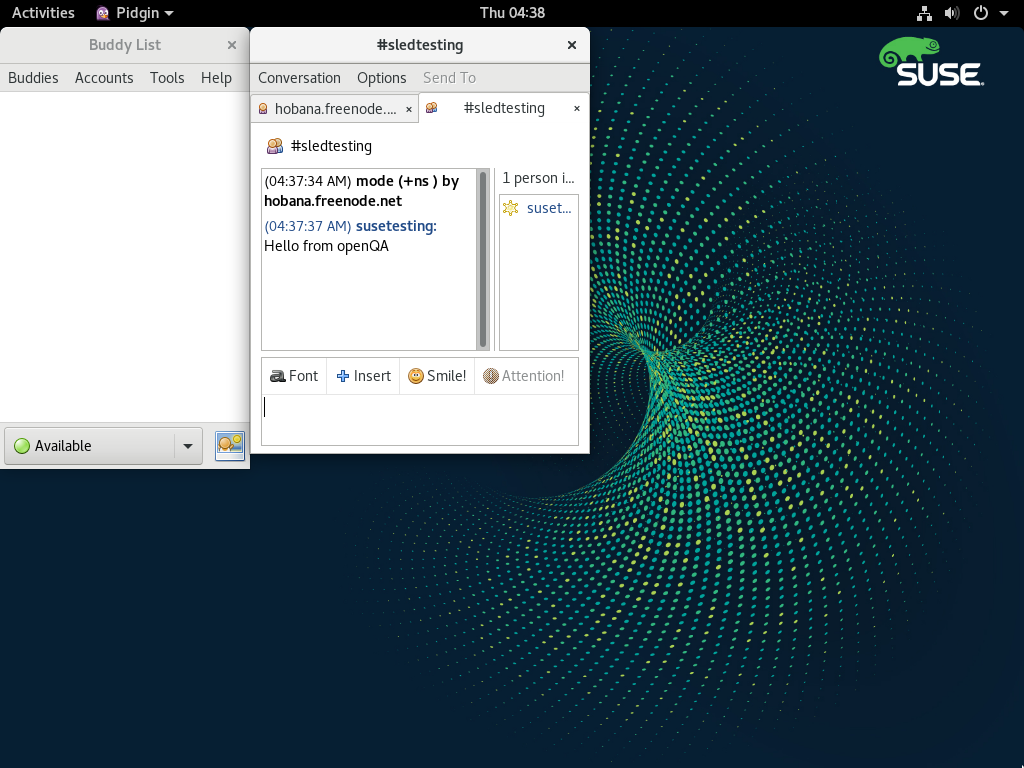 Activities Pidgin Thu 04:38
Buddy List
#sledtesting
Buddies Accounts Tools Help
Conversation Options Send To
hobana.freenode.... #sledtesting
#sledtesting
(04:37:34 AM) mode (+ns ) by
hobana.freenode.net
(04:37:37 AM) susetesting:
Hello from openQA
1 person i...
suset...
Font Insert Smile! Attention!
Available
SUSE